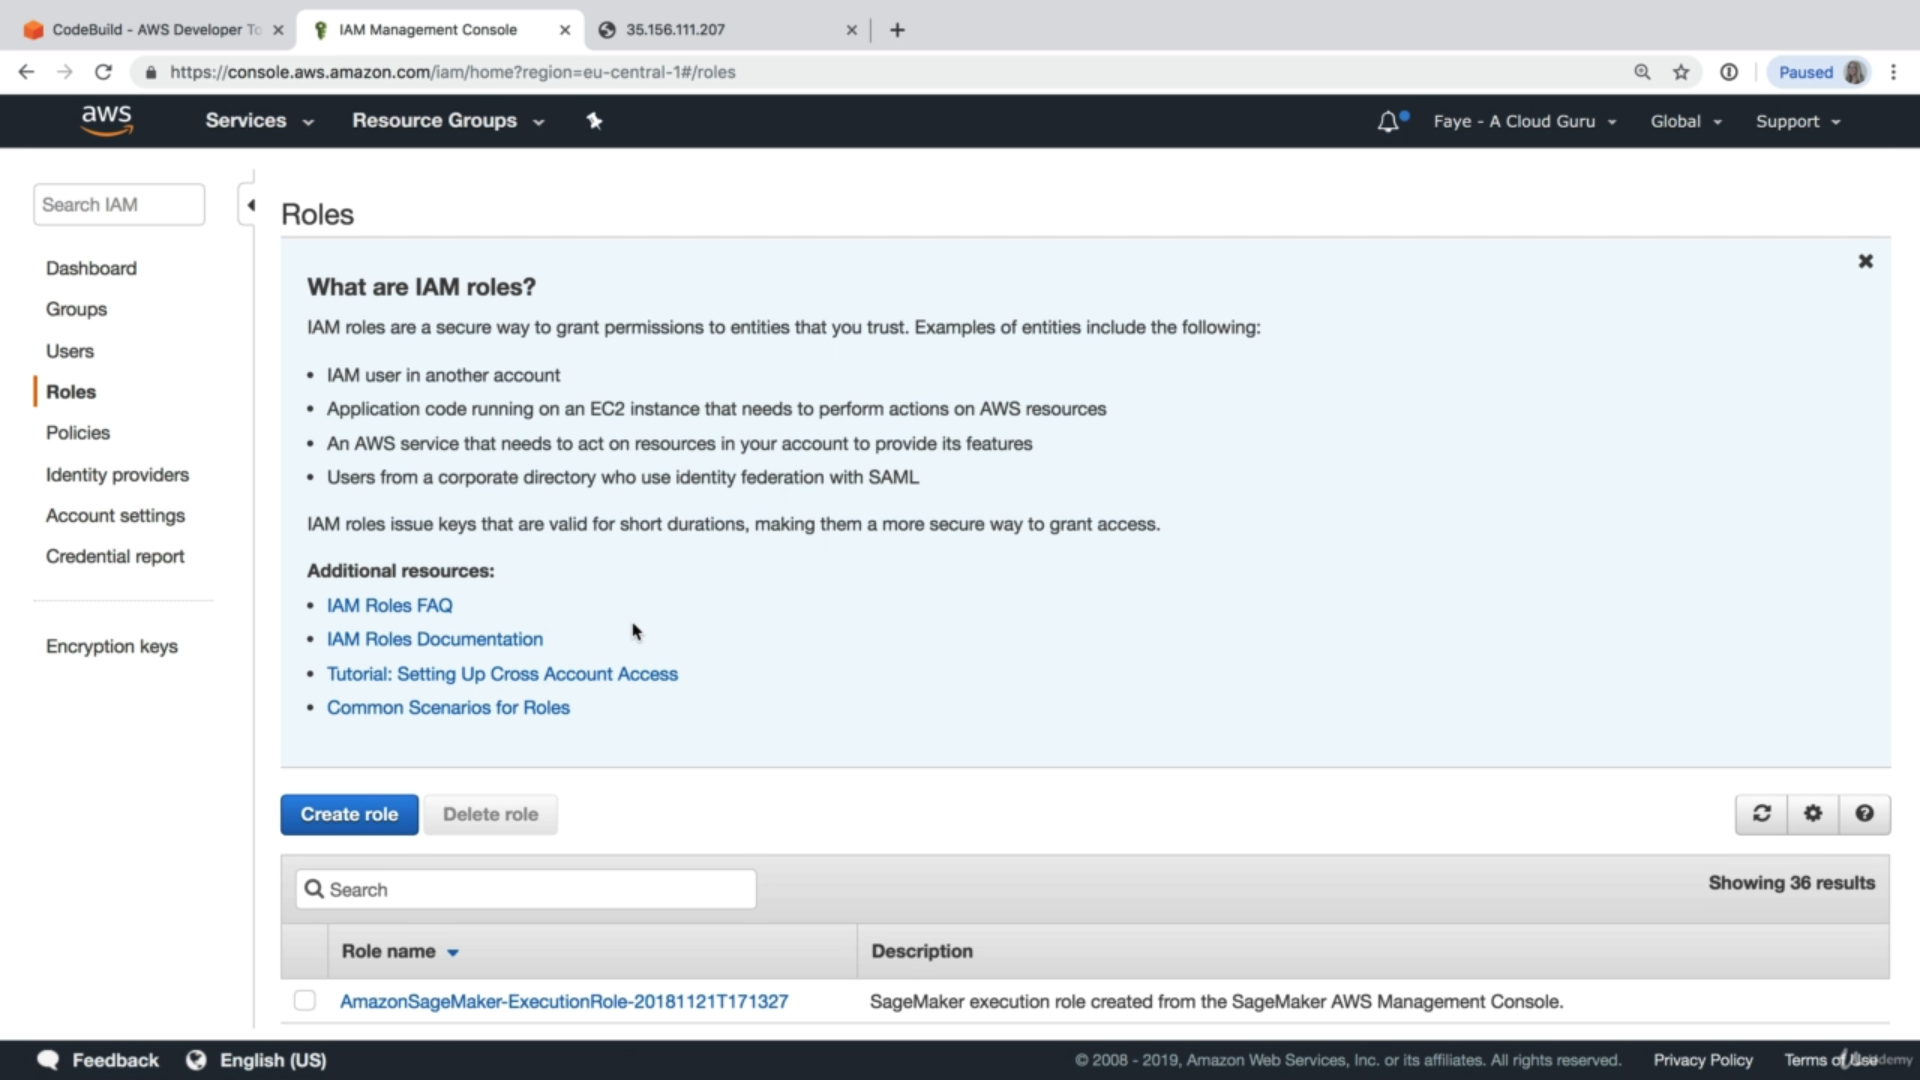 CodeBuild - AWS Developer To
IAM Management Console
35.156.111.207
https://console.aws.amazon.com/iam/home?region=eu-central-1#/roles
Paused
aws
Services
Resource Groups
Faye - A Cloud Guru
Global
Support
Search IAM
Dashboard
Groups
Users
Roles
Policies
Identity providers
Account settings
Credential report
Encryption keys
Roles
What are IAM roles?
IAM roles are a secure way to grant permissions to entities that you trust. Examples of entities include the following:
• IAM user in another account
• Application code running on an EC2 instance that needs to perform actions on AWS resources
• An AWS service that needs to act on resources in your account to provide its features
• Users from a corporate directory who use identity federation with SAML
IAM roles issue keys that are valid for short durations, making them a more secure way to grant access.
Additional resources:
• IAM Roles FAQ
• IAM Roles Documentation
• Tutorial: Setting Up Cross Account Access
• Common Scenarios for Roles
Create role
Delete role
Search
Showing 36 results
Role name
Description
AmazonSageMaker-ExecutionRole-20181121T171327
SageMaker execution role created from the SageMaker AWS Management Console.
Feedback
English (US)
© 2008 - 2019, Amazon Web Services, Inc. or its affiliates. All rights reserved.
Privacy Policy
Terms of Use